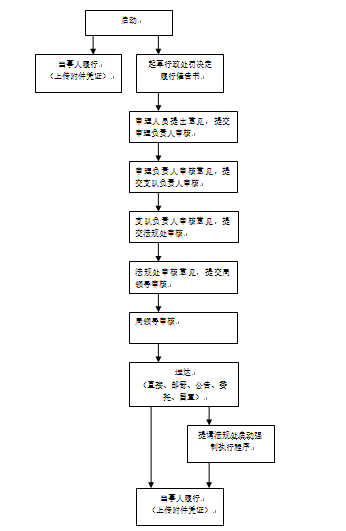 启动
当事人履行
（上传附件凭证）
起草行政处罚决定
履行催告书
审理人员提出意见，提交
审理负责人审核
审理负责人审核意见，提
交支队负责人审核
支队负责人审核意见，提
交法规处审核
法规处审核意见，提交局
领导审核
局领导审核
送达
（直接、邮寄、公告、委
托、留置）
提请法规处启动强
制执行程序
当事人履行
（上传附件凭证）